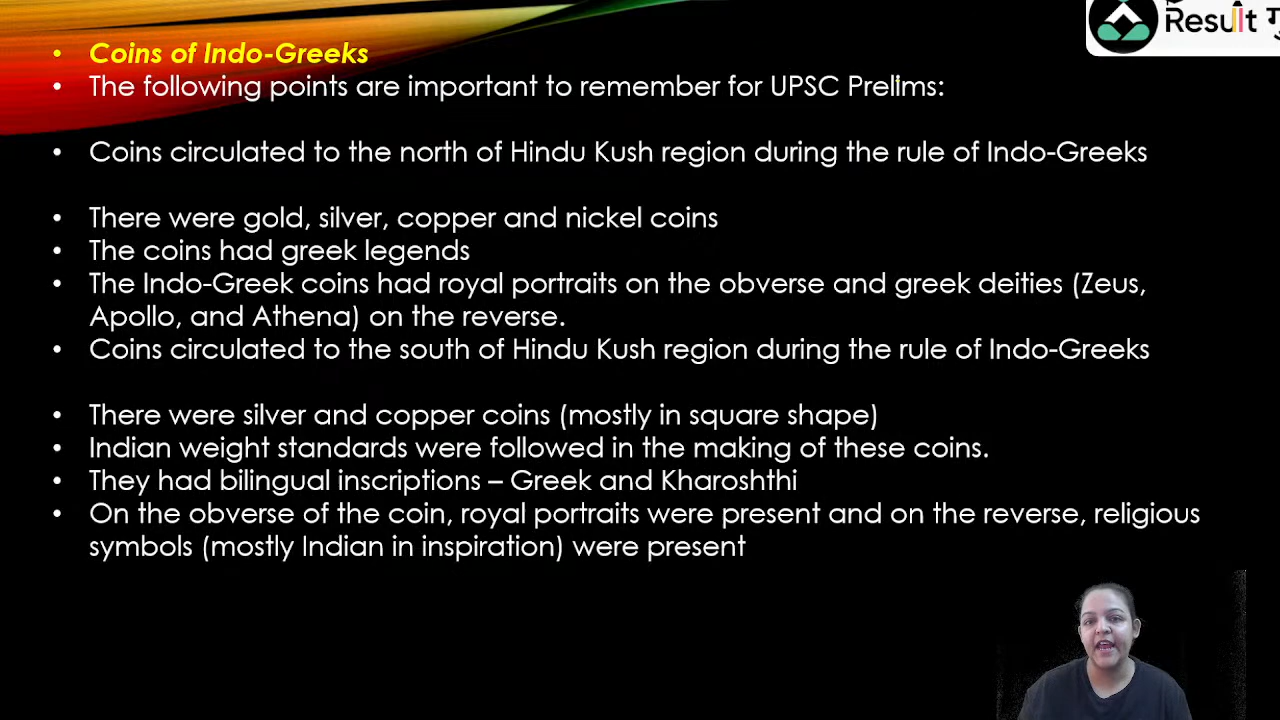 Result गु
Coins of Indo-Greeks
The following points are important to remember for UPSC Prelims:
Coins circulated to the north of Hindu Kush region during the rule of Indo-Greeks
There were gold, silver, copper and nickel coins
The coins had greek legends
The Indo-Greek coins had royal portraits on the obverse and greek deities (Zeus,
Apollo, and Athena) on the reverse.
Coins circulated to the south of Hindu Kush region during the rule of Indo-Greeks
There were silver and copper coins (mostly in square shape)
Indian weight standards were followed in the making of these coins.
They had bilingual inscriptions – Greek and Kharoshthi
On the obverse of the coin, royal portraits were present and on the reverse, religious
symbols (mostly Indian in inspiration) were present